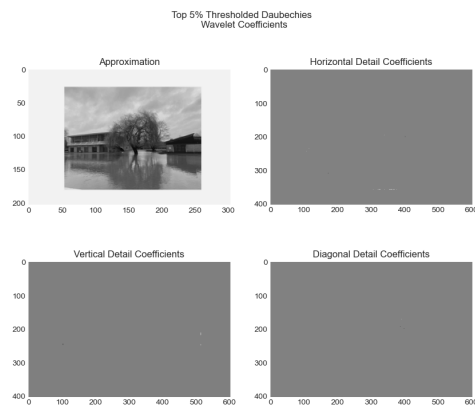 Top 5% Thresholded Daubechies
Wavelet Coefficients
Approximation
0
50
100
150
200
0 50 100 150 200 250 300
Horizontal Detail Coefficients
0
100
200
300
400
0 100 200 300 400 500 600
Vertical Detail Coefficients
0
100
200
300
400
0 100 200 300 400 500 600
Diagonal Detail Coefficients
0
100
200
300
400
0 100 200 300 400 500 600